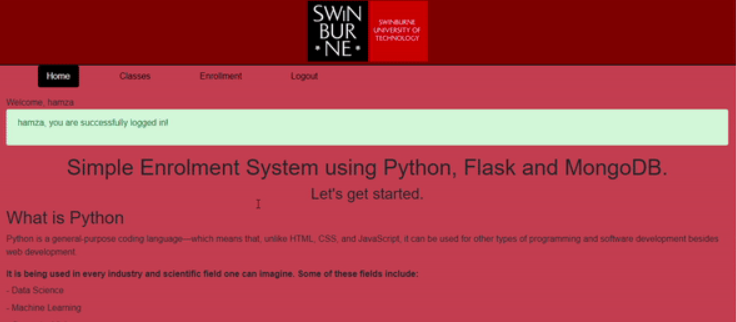 SWIN
BUR
* NE *
SWINBURNE
UNIVERSITY OF
TECHNOLOGY
Home Classes Enrollment Logout
Welcome, hamza
hamza, you are successfully logged in!
Simple Enrolment System using Python, Flask and MongoDB.
Let's get started.
What is Python
Python is a general-purpose coding language—which means that, unlike HTML, CSS, and JavaScript, it can be used for other types of programming and software development besides
web development.
It is being used in every industry and scientific field one can imagine. Some of these fields include:
- Data Science
- Machine Learning